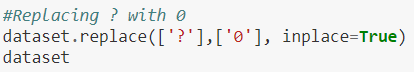 #Replacing ? with 0
dataset.replace(['?'],['0'], inplace=True)
dataset